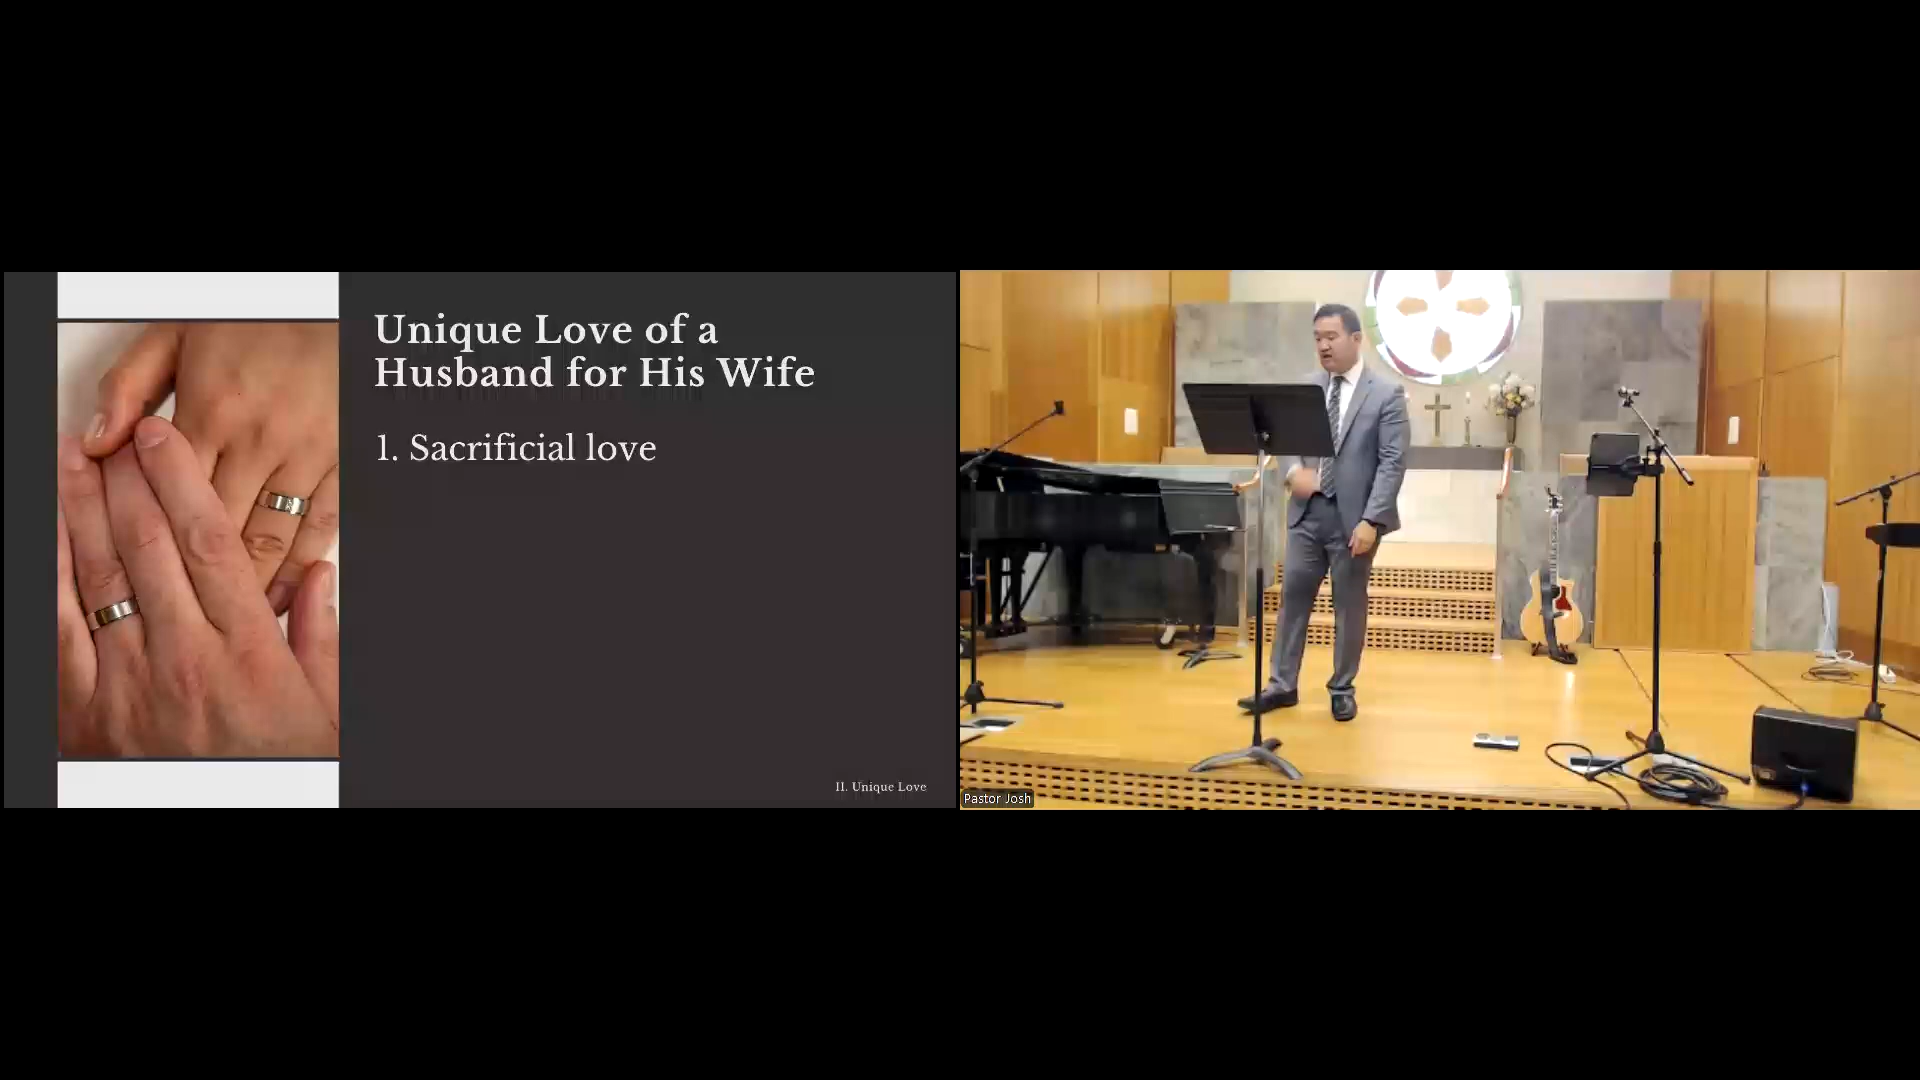 Unique Love of a
Husband for His Wife
1. Sacrificial love
II. Unique Love
Pastor Josh